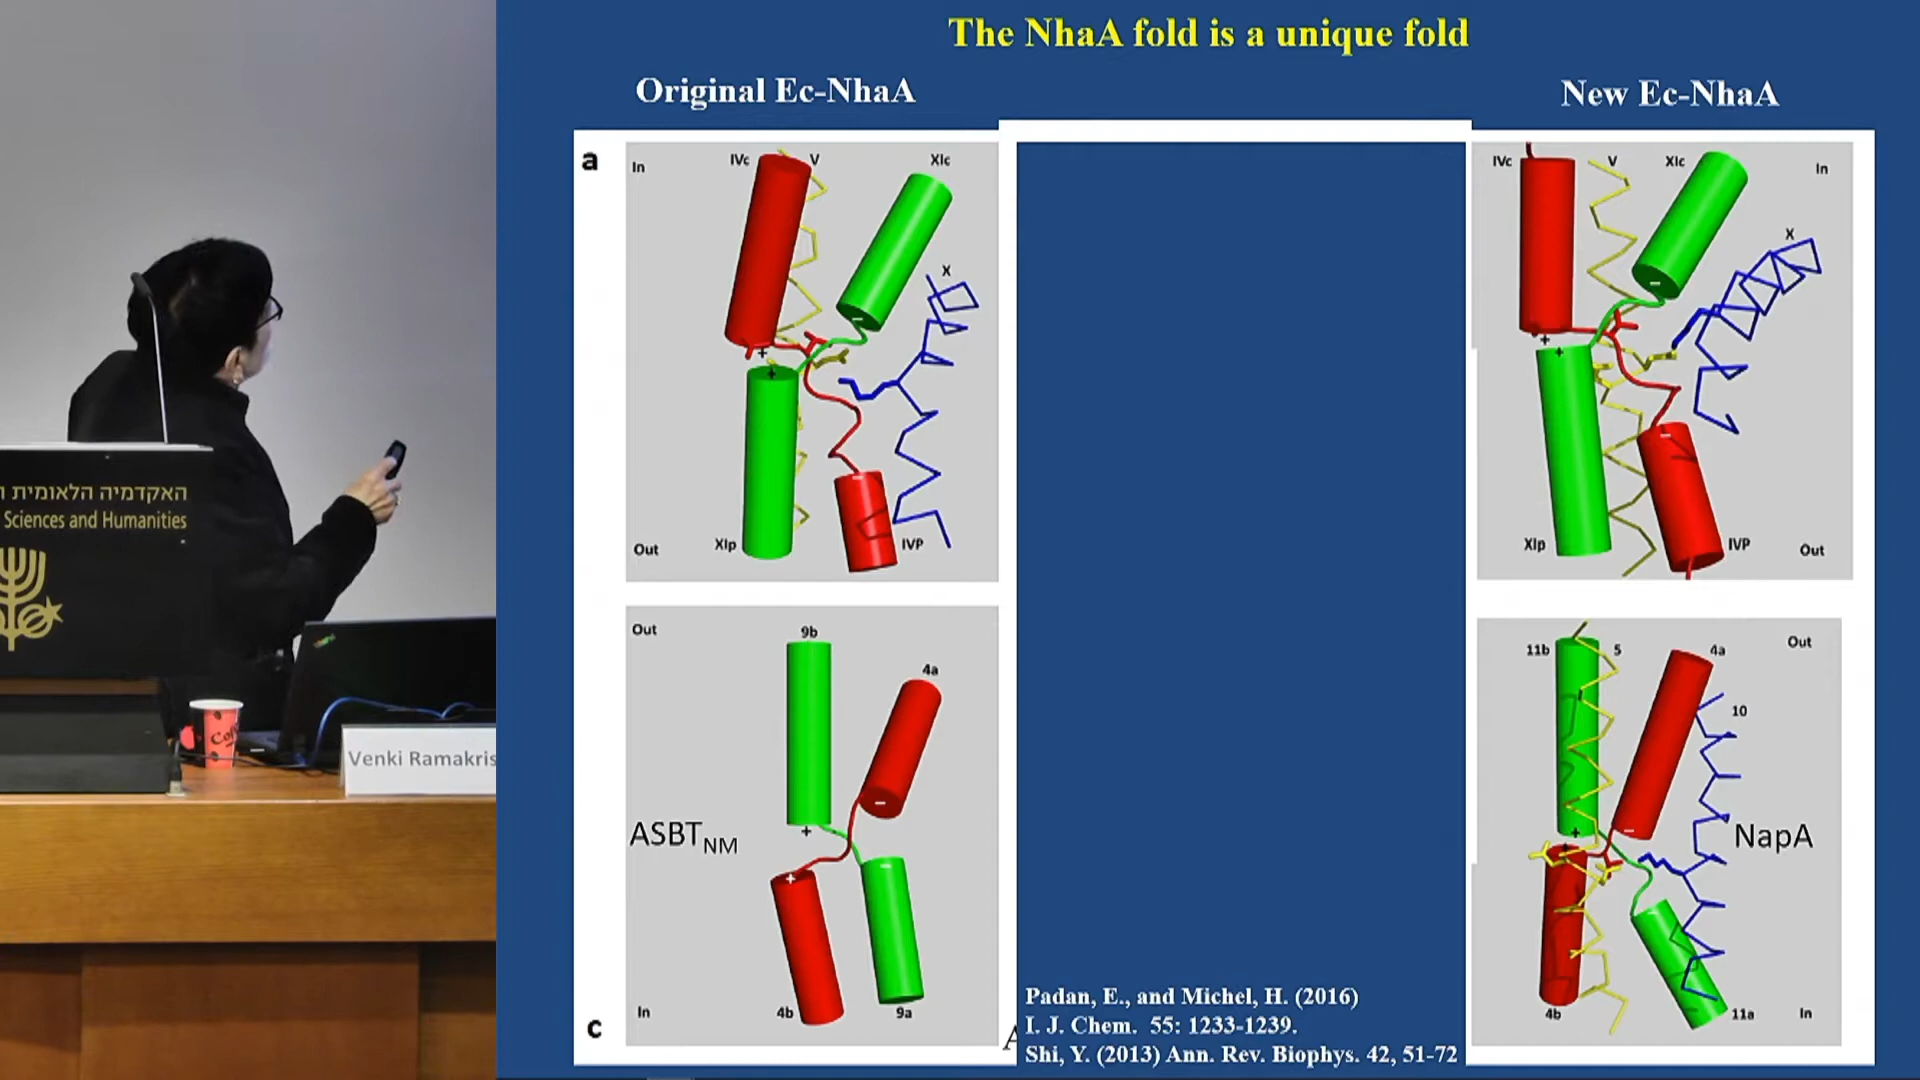 האקדמיה הלאומית
Sciences and Humanities
Cof
Venki Ramakris
The NhaA fold is a unique fold
Original Ec-NhaA
New Ec-NhaA
a
In
IVc
V
XIc
X
+
+
–
–
XIp
IVP
Out
IVc
V
XIc
In
X
+
+
–
–
XIp
IVP
Out
Out
9b
4a
+
–
+
–
ASBT NM
In
4b
9a
c
11b
5
4a
Out
10
+
+
–
NapA
4b
11a
In
A
Padan, E., and Michel, H. (2016)
I. J. Chem. 55: 1233-1239.
Shi, Y. (2013) Ann. Rev. Biophys. 42, 51-72